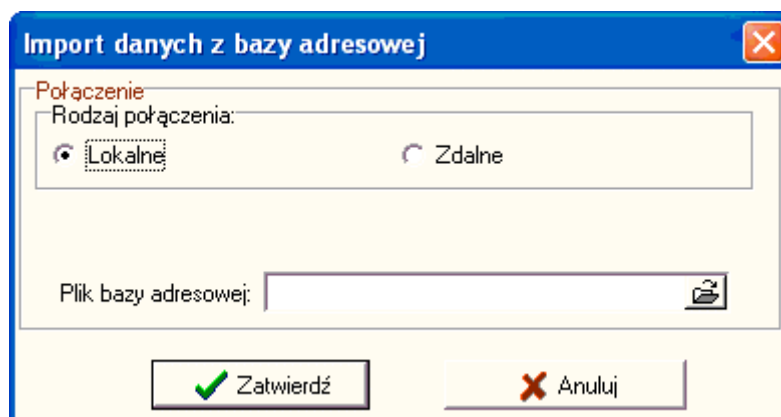 Import danych z bazy adresowej
Połączenie
Rodzaj połączenia:
Lokalne Zdalne
Plik bazy adresowej:
Zatwierdź Anuluj